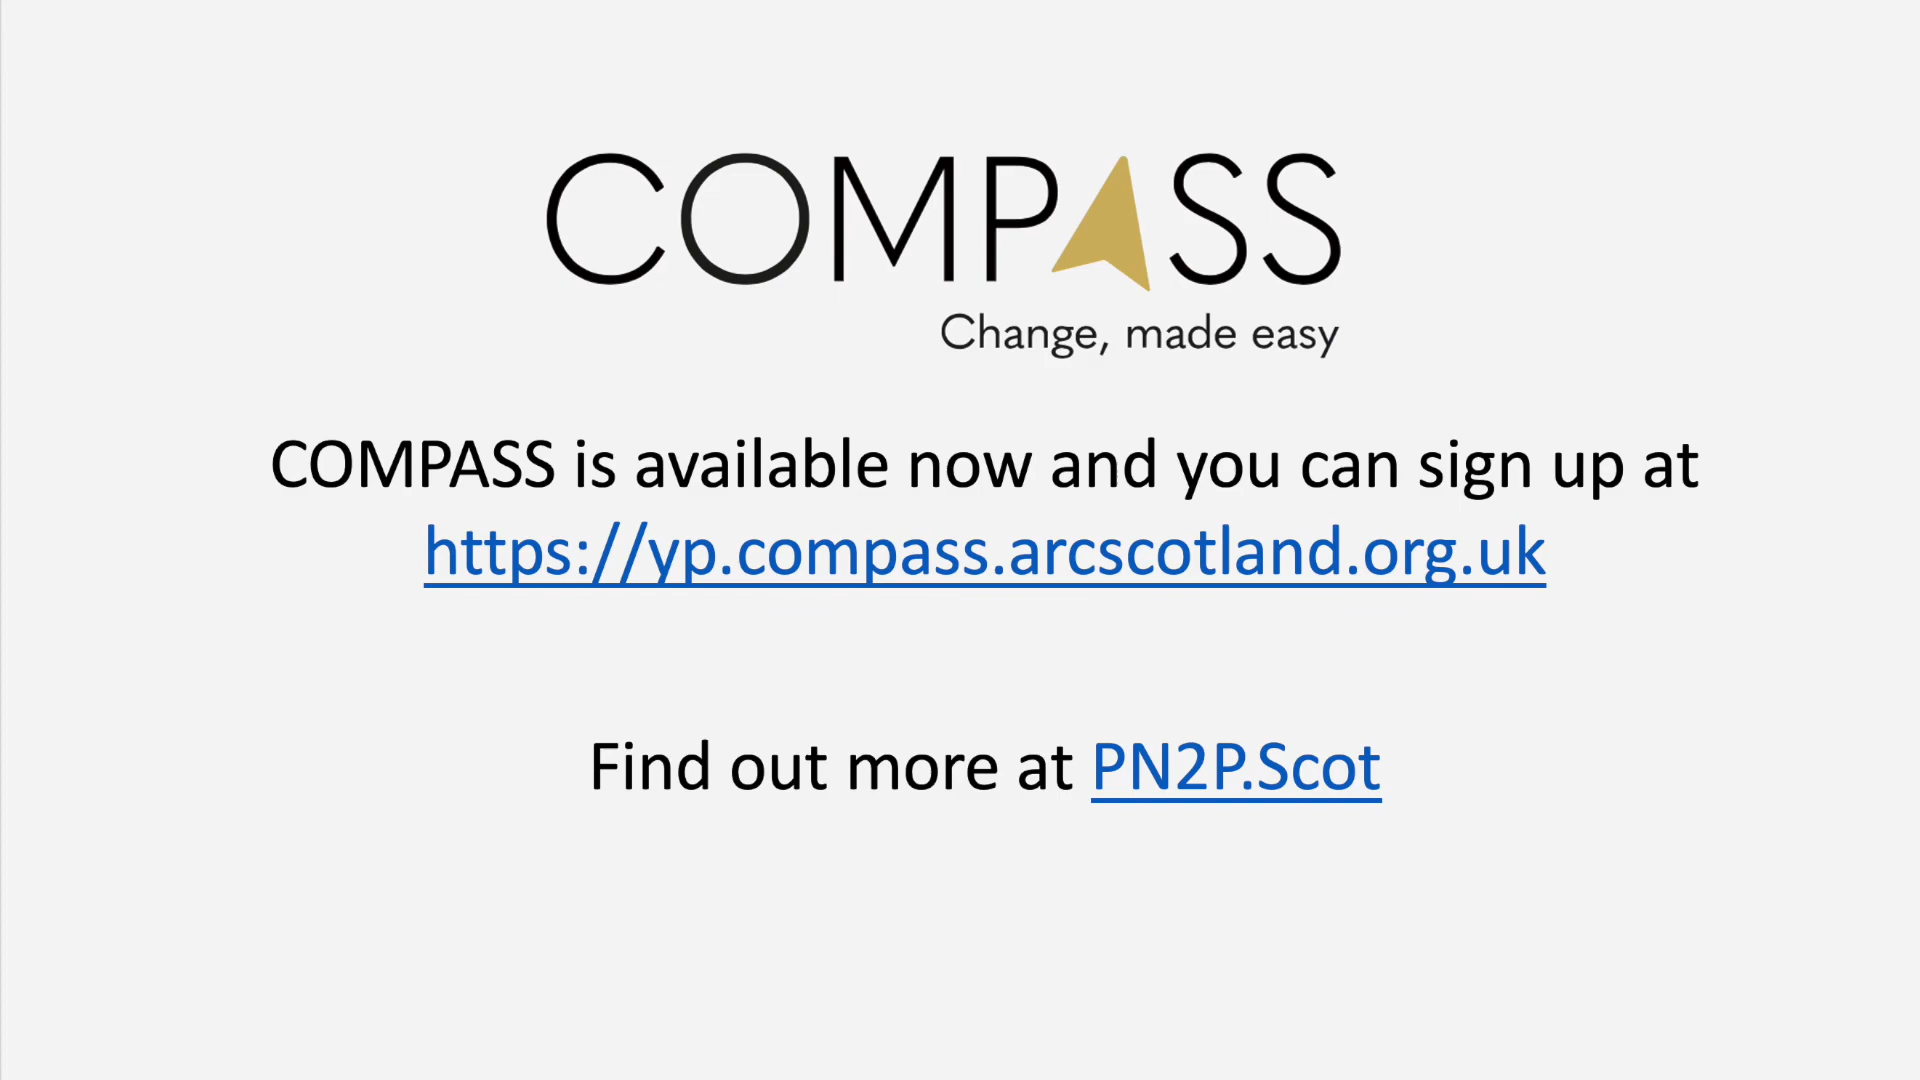 COMPASS
Change, made easy
COMPASS is available now and you can sign up at
https://yp.compass.arcscotland.org.uk
Find out more at PN2P.Scot